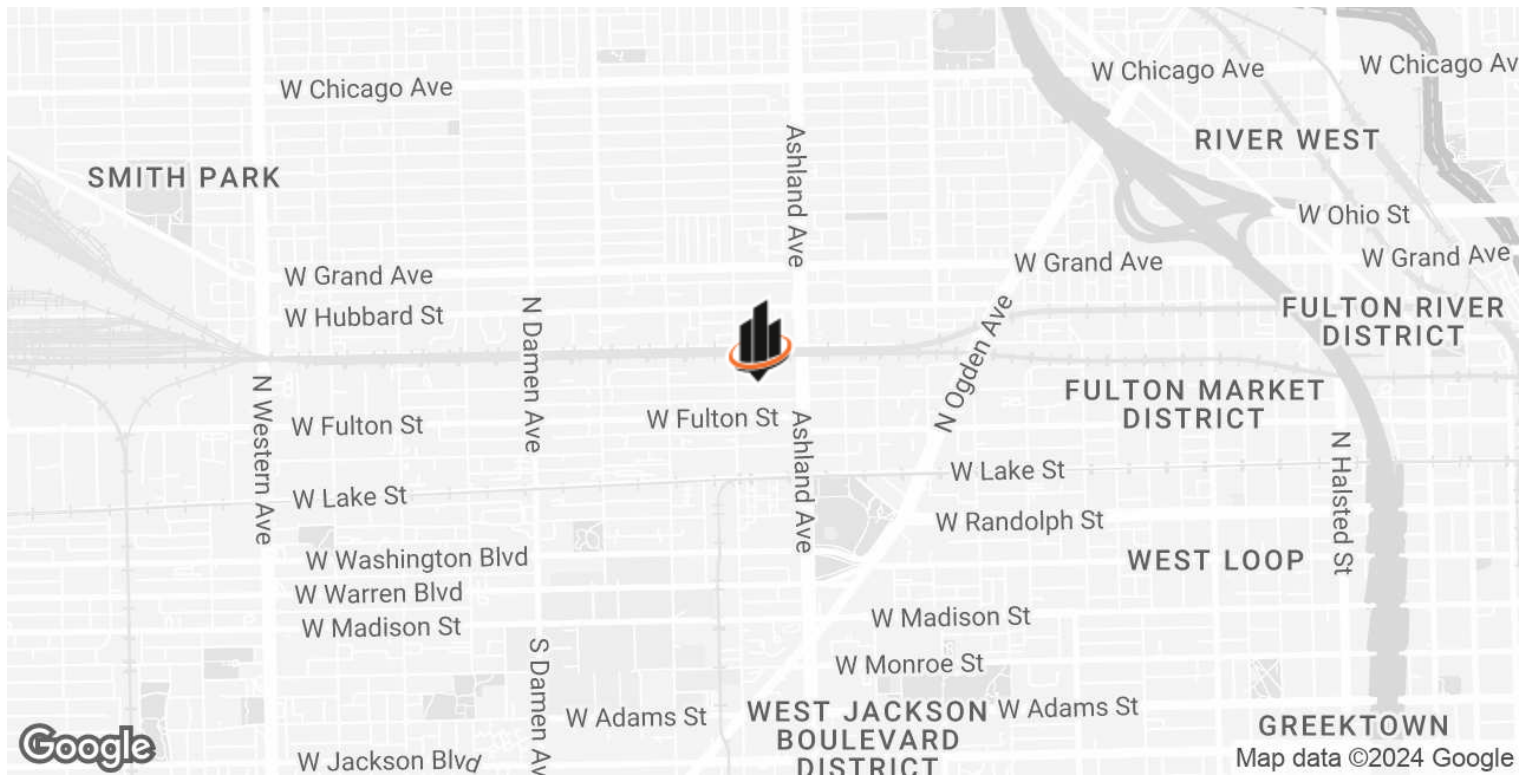 W Chicago Ave
W Chicago Ave
W Chicago Av
RIVER WEST
SMITH PARK
Ashland Ave
W Ohio St
W Grand Ave
W Grand Ave
W Grand Ave
W Hubbard St
N Damen Ave
N Ogden Ave
FULTON RIVER
DISTRICT
N Western Ave
W Fulton St
W Fulton St
FULTON MARKET
DISTRICT
Ashland Ave
N Halsted St
W Lake St
W Lake St
W Randolph St
W Washington Blvd
WEST LOOP
W Warren Blvd
W Madison St
W Madison St
S Damen Av
W Monroe St
W Adams St
WEST JACKSON
BOULEVARD
DISTRICT
W Adams St
GREEKTOWN
W Jackson Blvd
Google
Map data ©2024 Google